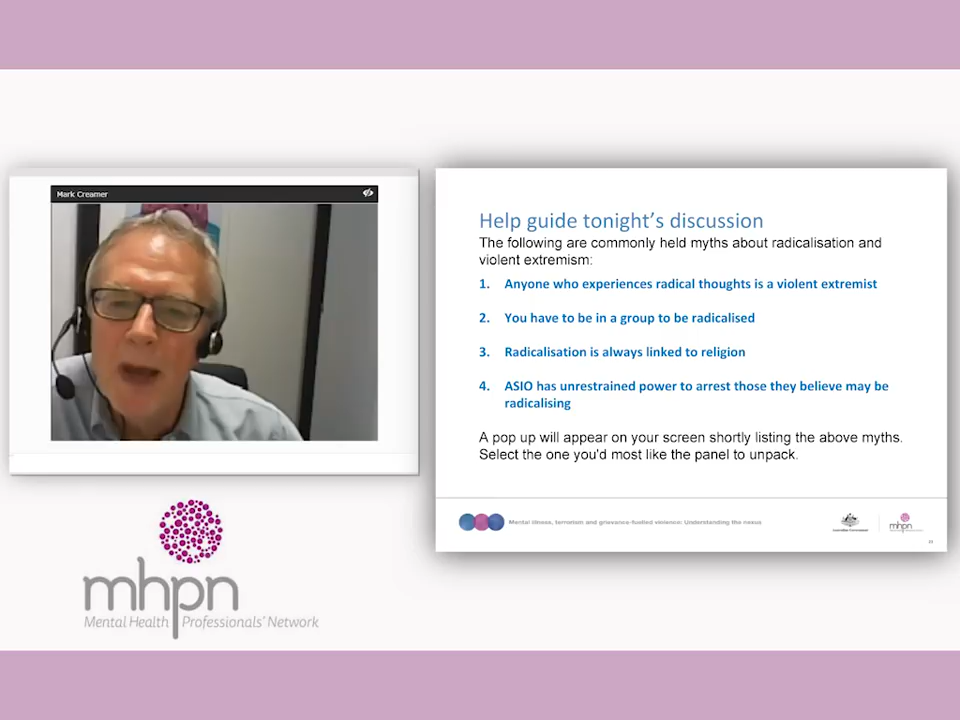 Mark Creamer
Help guide tonight's discussion
The following are commonly held myths about radicalisation and
violent extremism:
1. Anyone who experiences radical thoughts is a violent extremist
2. You have to be in a group to be radicalised
3. Radicalisation is always linked to religion
4. ASIO has unrestrained power to arrest those they believe may be
radicalising
A pop up will appear on your screen shortly listing the above myths.
Select the one you'd most like the panel to unpack.
Mental illness, terrorism and grievance-fuelled violence: Understanding the nexus
mhpn
mhpn
Mental Health Professionals' Network